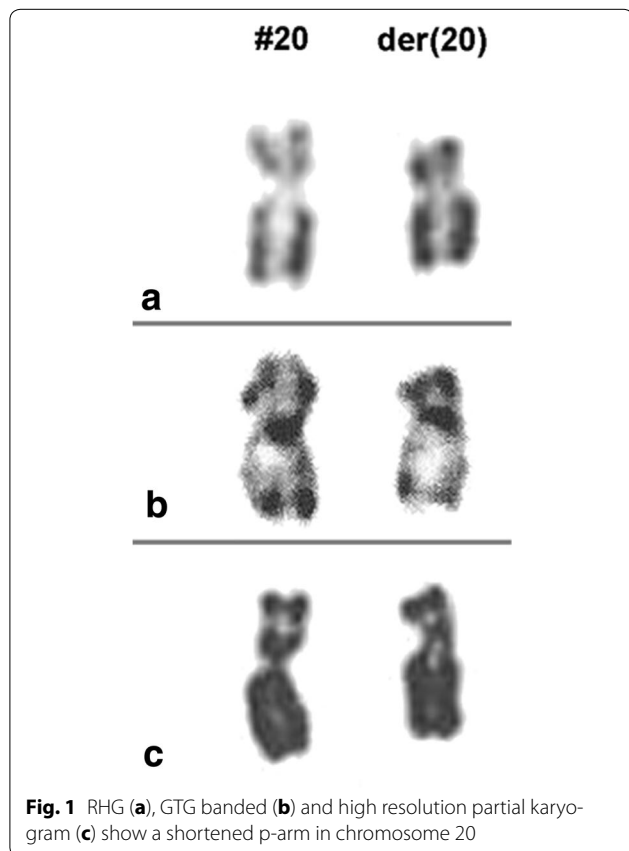 #20 der(20)
a
b
c
Fig. 1 RHG (a), GTG banded (b) and high resolution partial karyo-
gram (c) show a shortened p-arm in chromosome 20